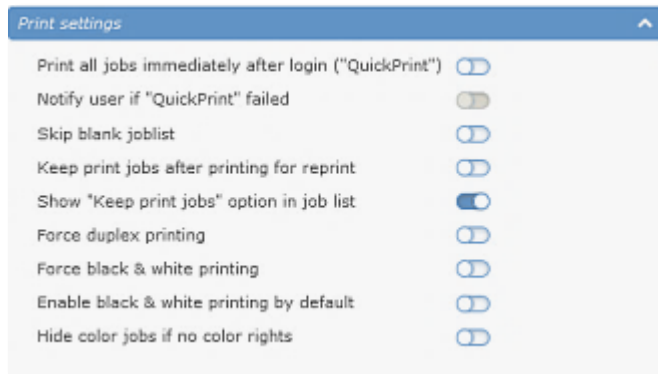 Print settings
Print all jobs immediately after login ("QuickPrint")
Notify user if "QuickPrint" failed
Skip blank joblist
Keep print jobs after printing for reprint
Show "Keep print jobs" option in job list
Force duplex printing
Force black & white printing
Enable black & white printing by default
Hide color jobs if no color rights